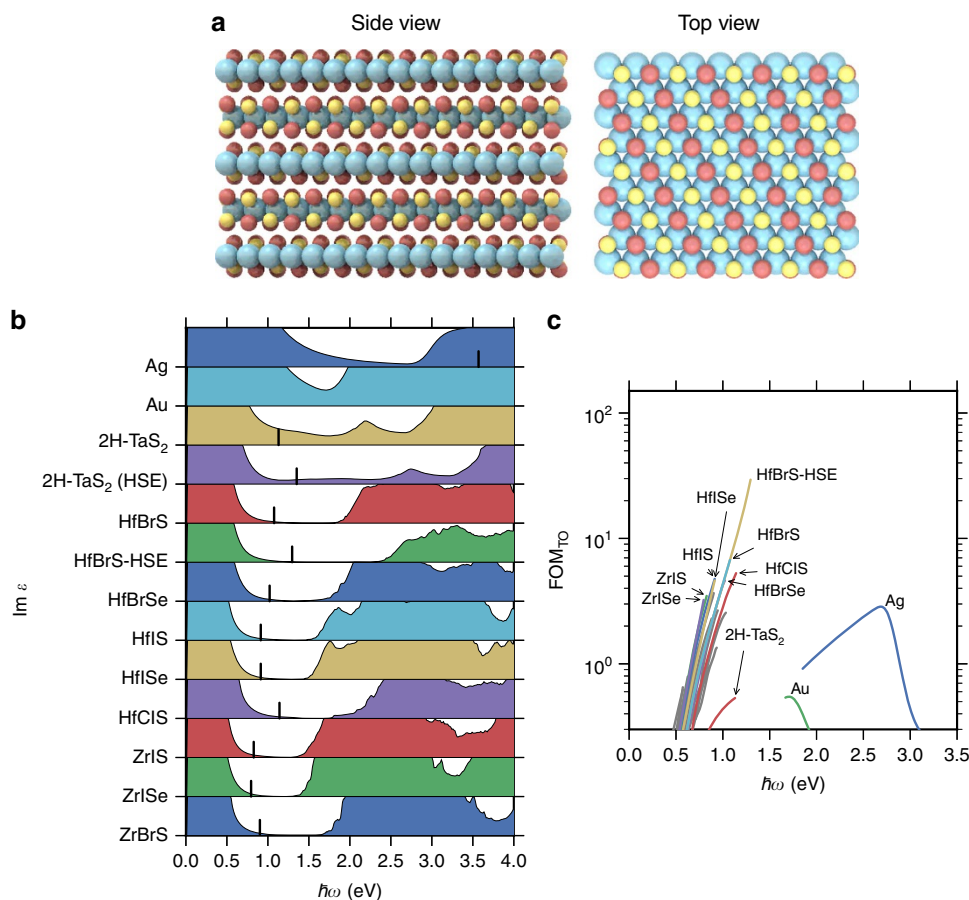 a
Side view
Top view
b
Ag
Au
2H-TaS₂
2H-TaS₂ (HSE)
HfBrS
HfBrS-HSE
HfBrSe
HfIS
HfISe
HfClS
ZrIS
ZrISe
ZrBrS
Im ε
0.0 0.5 1.0 1.5 2.0 2.5 3.0 3.5 4.0
ħω (eV)
c
10²
10¹
10⁰
FOM_TO
HfBrS-HSE
HfISe
HfBrS
HfIS
HfClS
ZrIS
HfBrSe
ZrISe
2H-TaS₂
Ag
Au
0.0 0.5 1.0 1.5 2.0 2.5 3.0 3.5
ħω (eV)